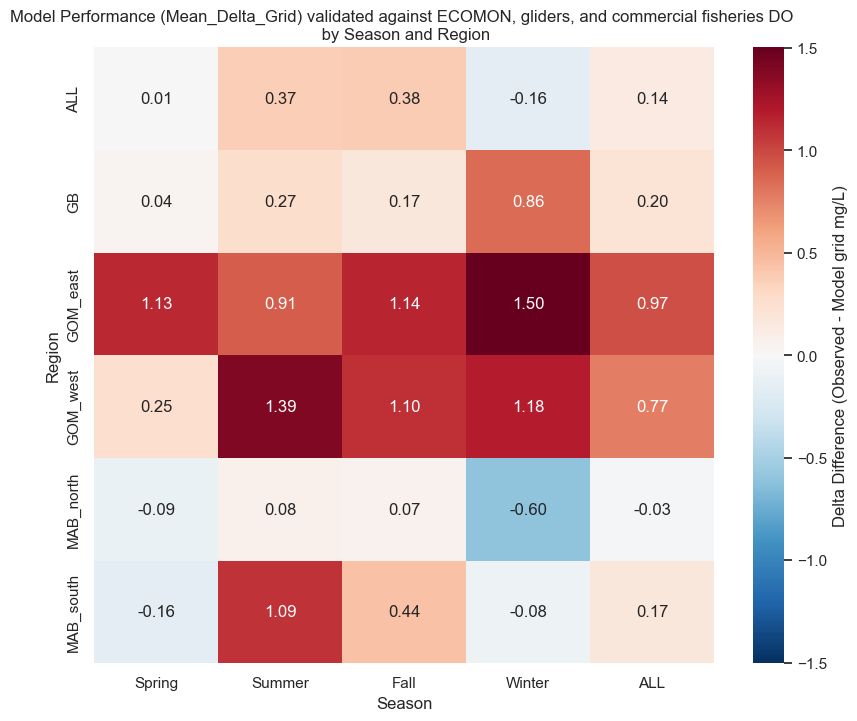 Model Performance (Mean_Delta_Grid) validated against ECOMON, gliders, and commercial fisheries DO
by Season and Region
Region
ALL
0.01 0.37 0.38 -0.16 0.14
GB
0.04 0.27 0.17 0.86 0.20
GOM_east
1.13 0.91 1.14 1.50 0.97
GOM_west
0.25 1.39 1.10 1.18 0.77
MAB_north
-0.09 0.08 0.07 -0.60 -0.03
MAB_south
-0.16 1.09 0.44 -0.08 0.17
Spring Summer Fall Winter ALL
Season
1.5
1.0
0.5
0.0
−0.5
−1.0
−1.5
Delta Difference (Observed - Model grid mg/L)